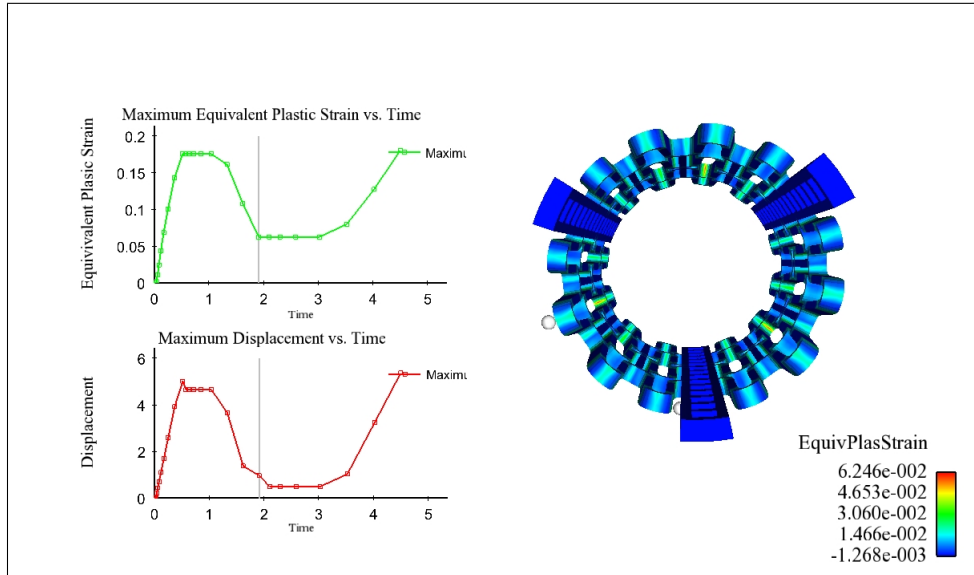 Maximum Equivalent Plastic Strain vs. Time
Equivalent Plasic Strain
0.2
0.15
0.1
0.05
0
0 1 2 3 4 5
Time
Maximu
Maximum Displacement vs. Time
Displacement
6
4
2
0
0 1 2 3 4 5
Time
Maximu
EquivPlasStrain
6.246e-002
4.653e-002
3.060e-002
1.466e-002
-1.268e-003